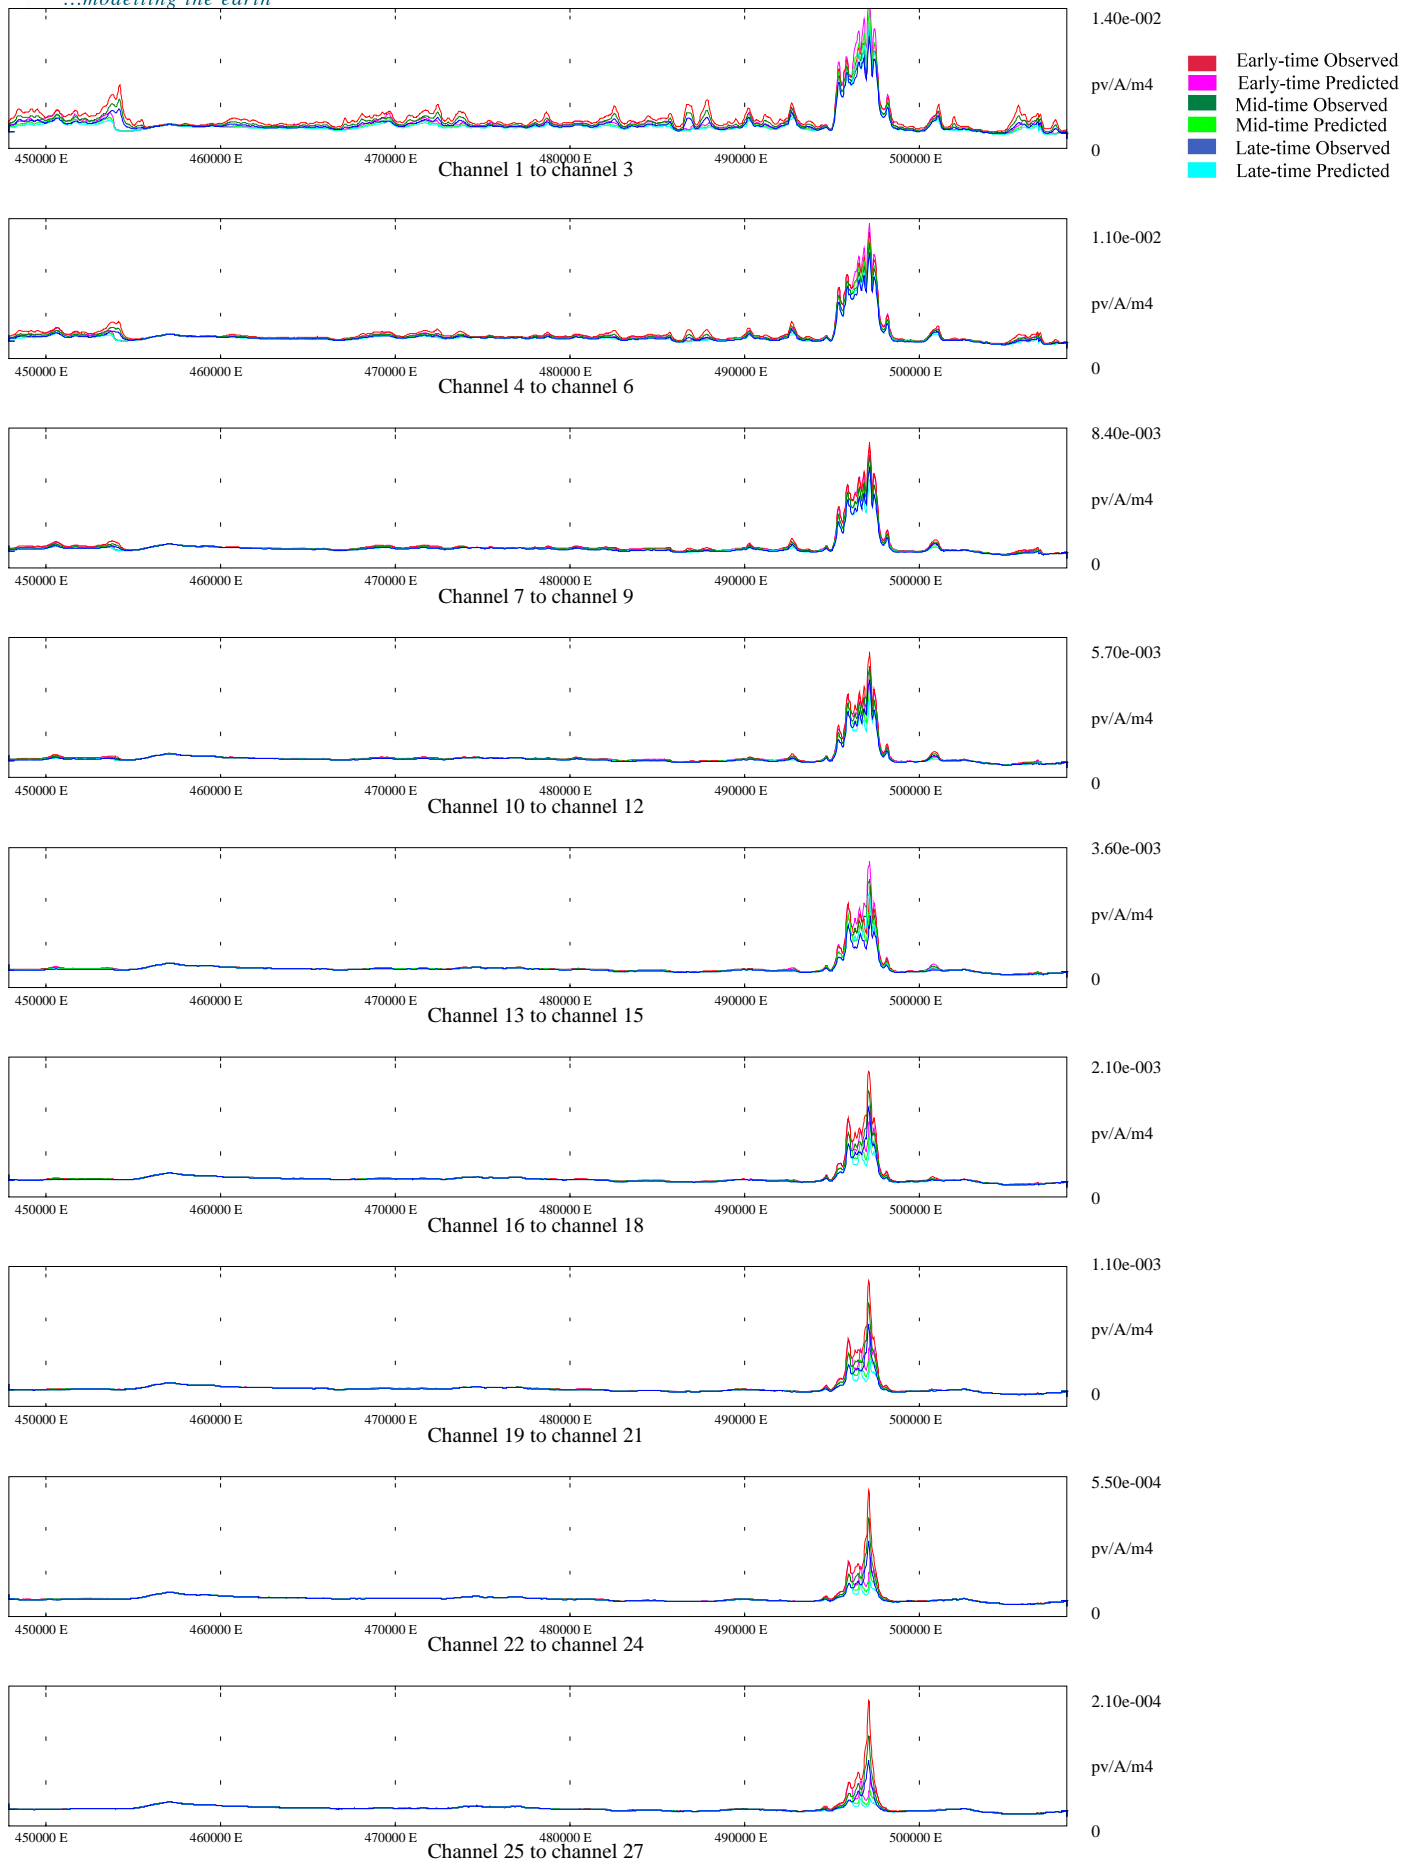 ...modelling the earth
1.40e-002
pv/A/m4
0
Early-time Observed
Early-time Predicted
Mid-time Observed
Mid-time Predicted
Late-time Observed
Late-time Predicted
450000 E 460000 E 470000 E 480000 E 490000 E 500000 E
Channel 1 to channel 3
1.10e-002
pv/A/m4
0
450000 E 460000 E 470000 E 480000 E 490000 E 500000 E
Channel 4 to channel 6
8.40e-003
pv/A/m4
0
450000 E 460000 E 470000 E 480000 E 490000 E 500000 E
Channel 7 to channel 9
5.70e-003
pv/A/m4
0
450000 E 460000 E 470000 E 480000 E 490000 E 500000 E
Channel 10 to channel 12
3.60e-003
pv/A/m4
0
450000 E 460000 E 470000 E 480000 E 490000 E 500000 E
Channel 13 to channel 15
2.10e-003
pv/A/m4
0
450000 E 460000 E 470000 E 480000 E 490000 E 500000 E
Channel 16 to channel 18
1.10e-003
pv/A/m4
0
450000 E 460000 E 470000 E 480000 E 490000 E 500000 E
Channel 19 to channel 21
5.50e-004
pv/A/m4
0
450000 E 460000 E 470000 E 480000 E 490000 E 500000 E
Channel 22 to channel 24
2.10e-004
pv/A/m4
0
450000 E 460000 E 470000 E 480000 E 490000 E 500000 E
Channel 25 to channel 27